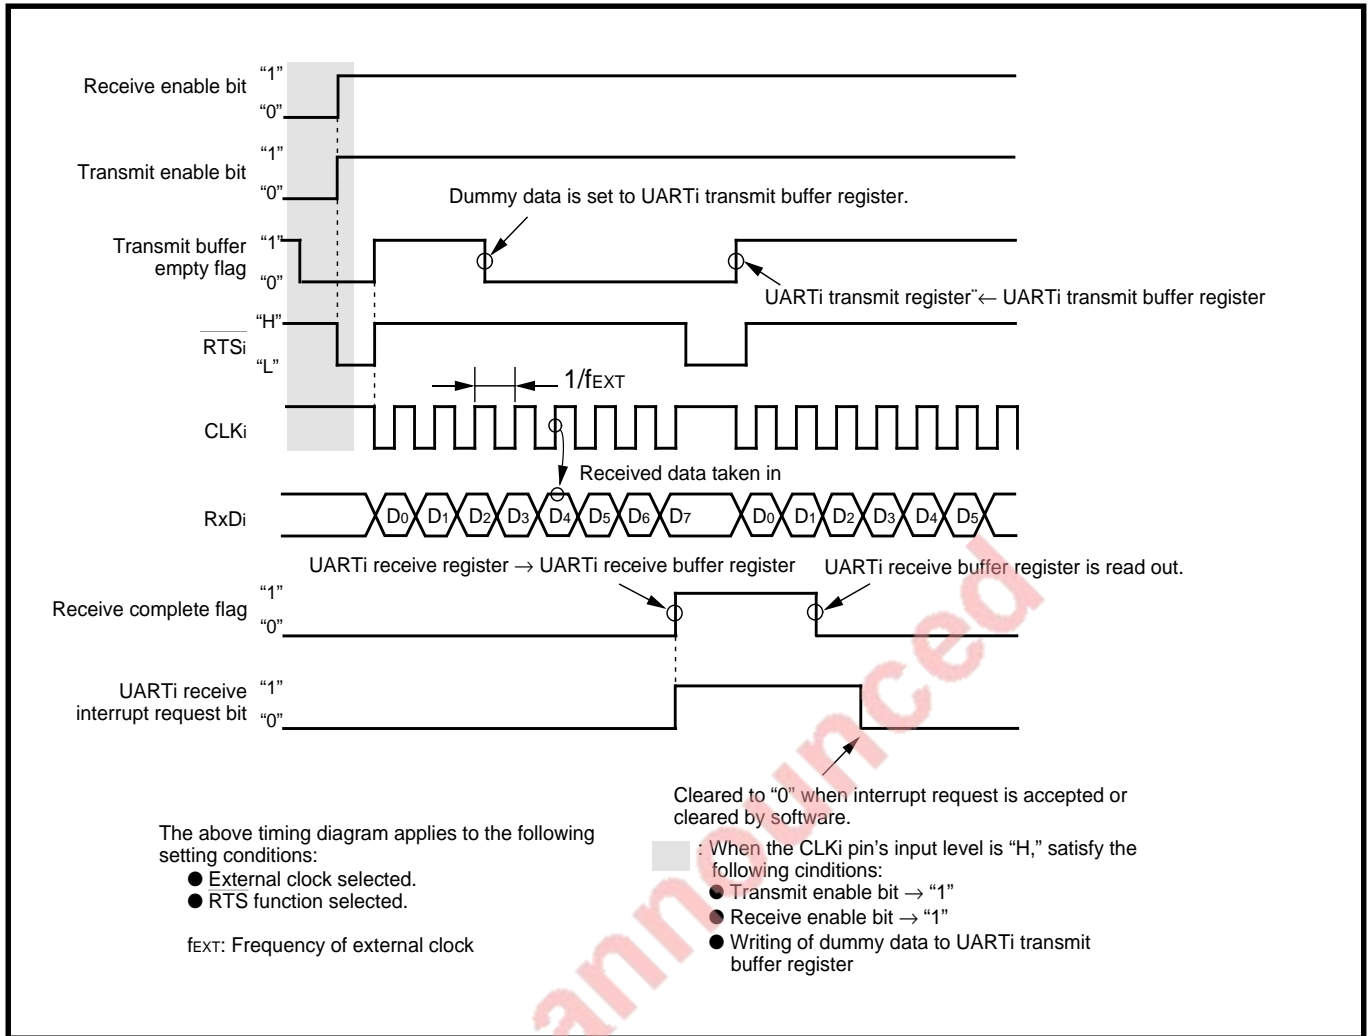 Receive enable bit
“1”
“0”
Transmit enable bit
“1”
“0”
Dummy data is set to UARTi transmit buffer register.
Transmit buffer
empty flag
“1”
“0”
UARTi transmit register¨← UARTi transmit buffer register
RTSi
“H”
“L”
1/fEXT
CLKi
Received data taken in
RxDi
D0 D1 D2 D3 D4 D5 D6 D7 D0 D1 D2 D3 D4 D5
UARTi receive register → UARTi receive buffer register
UARTi receive buffer register is read out.
Receive complete flag
“1”
“0”
UARTi receive
interrupt request bit
“1”
“0”
Cleared to “0” when interrupt request is accepted or
cleared by software.
The above timing diagram applies to the following
setting conditions:
● External clock selected.
● RTS function selected.
fEXT: Frequency of external clock
: When the CLKi pin’s input level is “H,” satisfy the
following cinditions:
● Transmit enable bit → “1”
● Receive enable bit → “1”
● Writing of dummy data to UARTi transmit
buffer register
announced